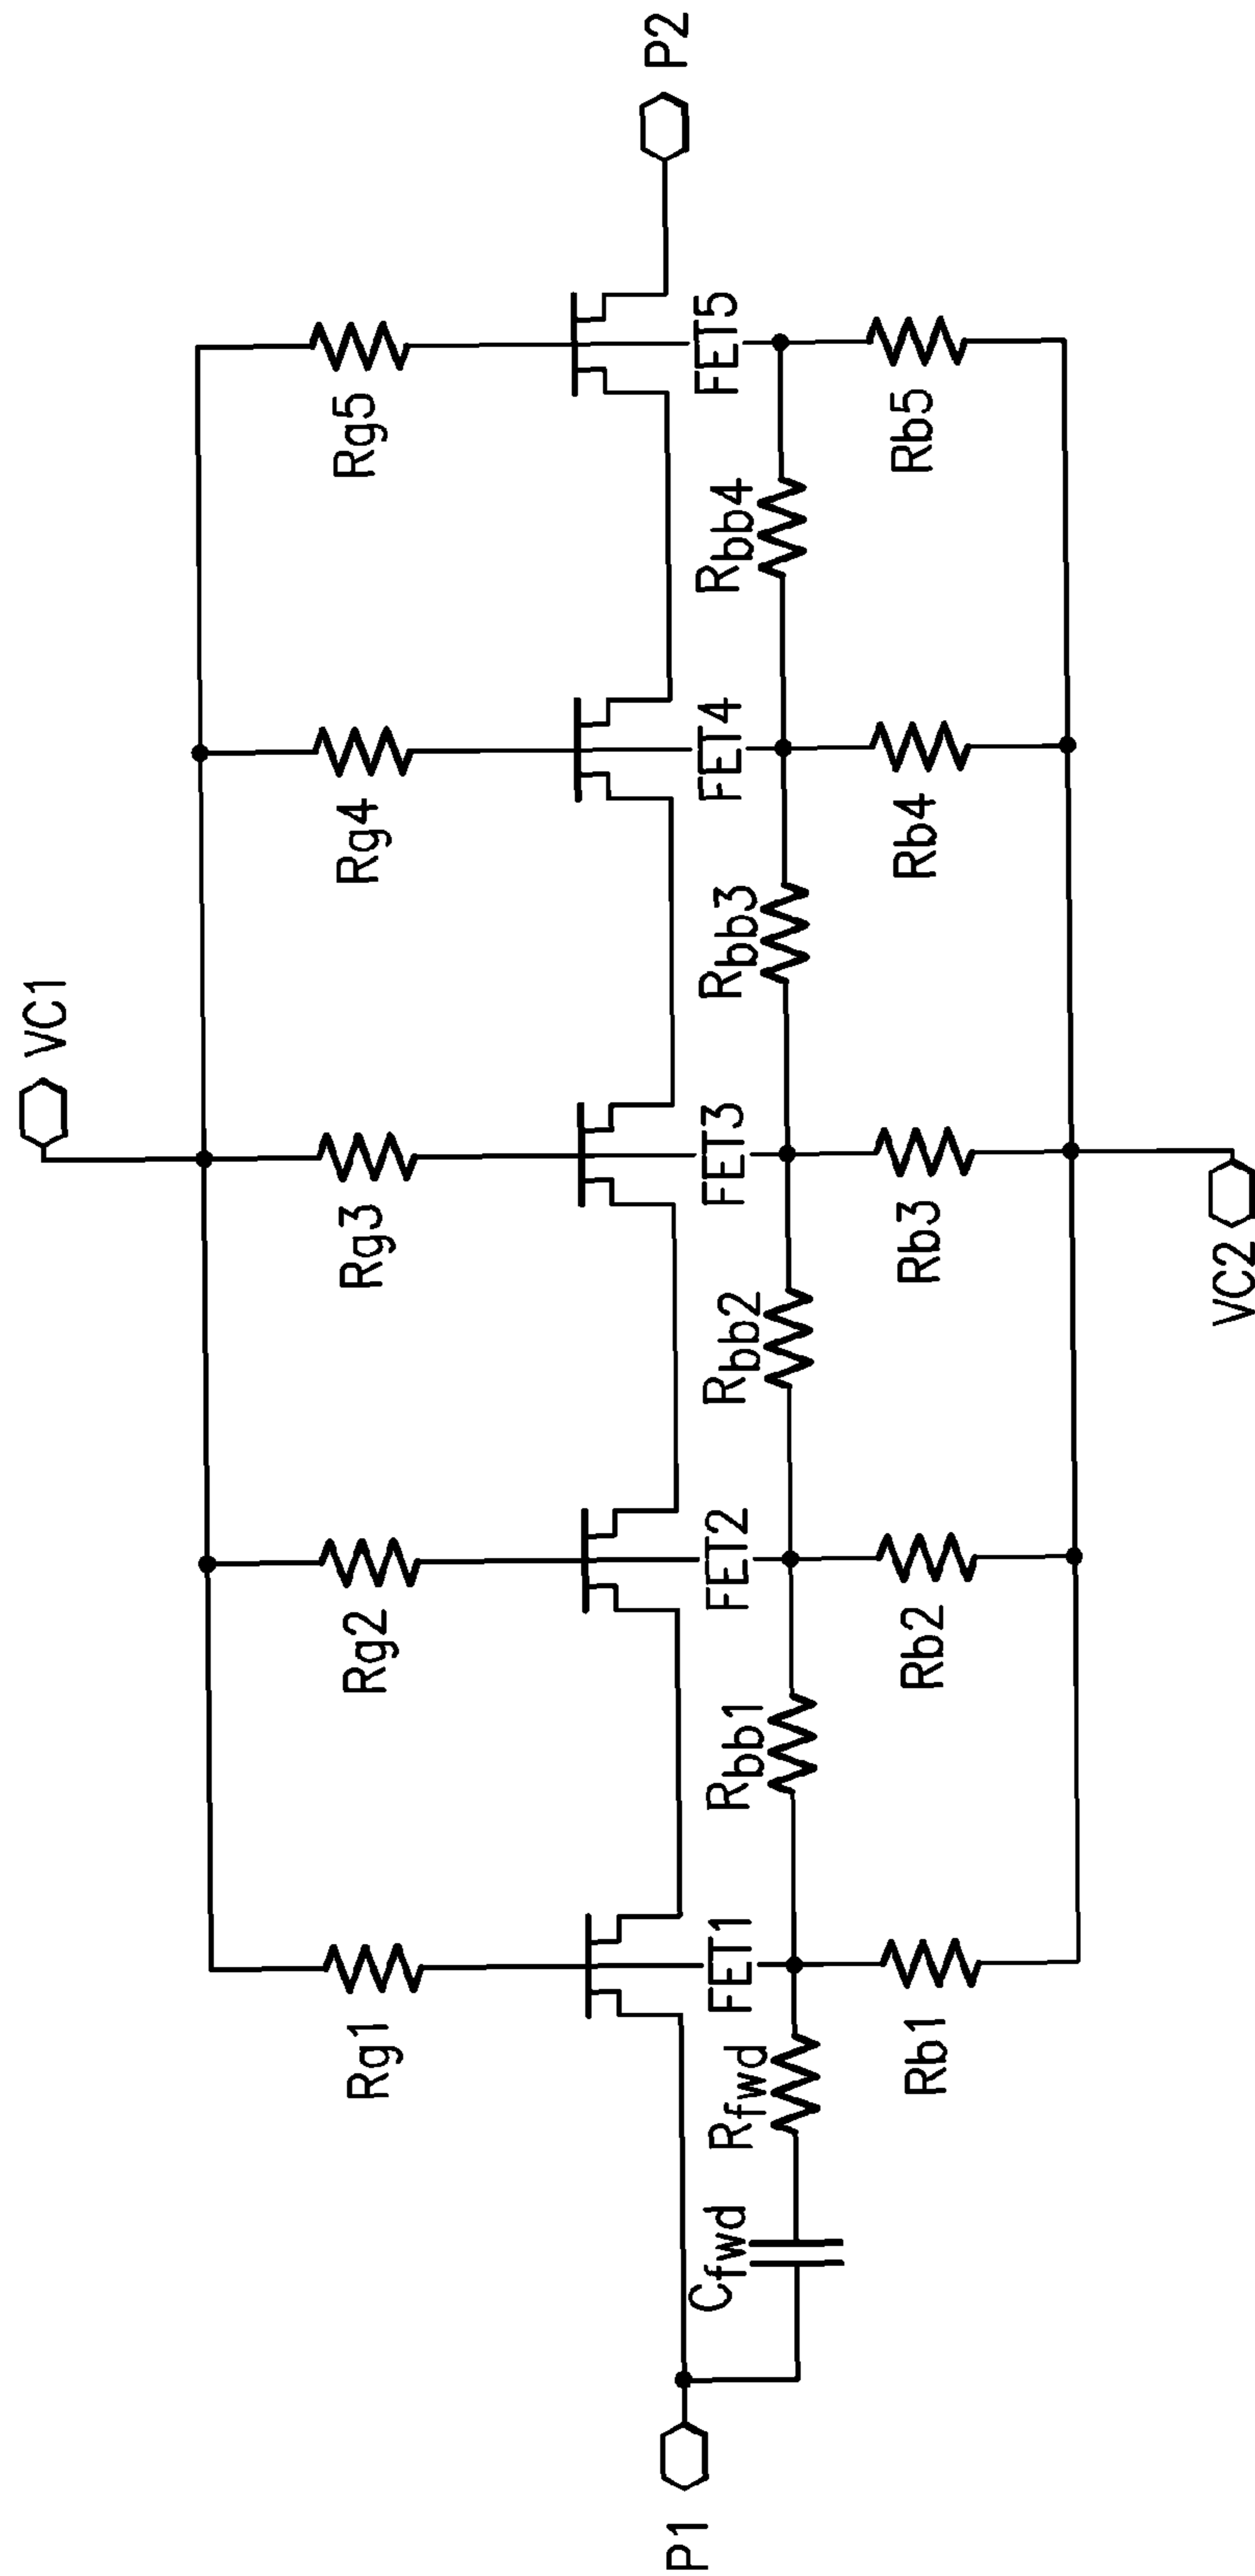 VC1
Rg1
Rg2
Rg3
Rg4
Rg5
P1
P2
FET1
FET2
FET3
FET4
FET5
Cfwd
Rfwd
Rbb1
Rbb2
Rbb3
Rbb4
Rb1
Rb2
Rb3
Rb4
Rb5
VC2